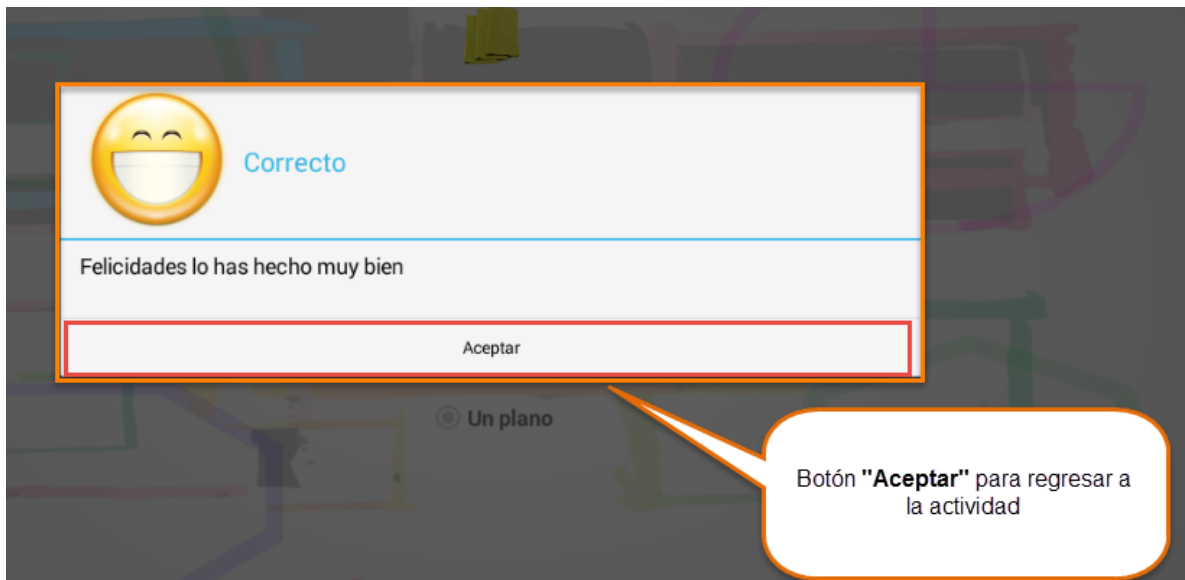 Correcto
Felicidades lo has hecho muy bien
Aceptar
Un plano
Botón "Aceptar" para regresar a
la actividad